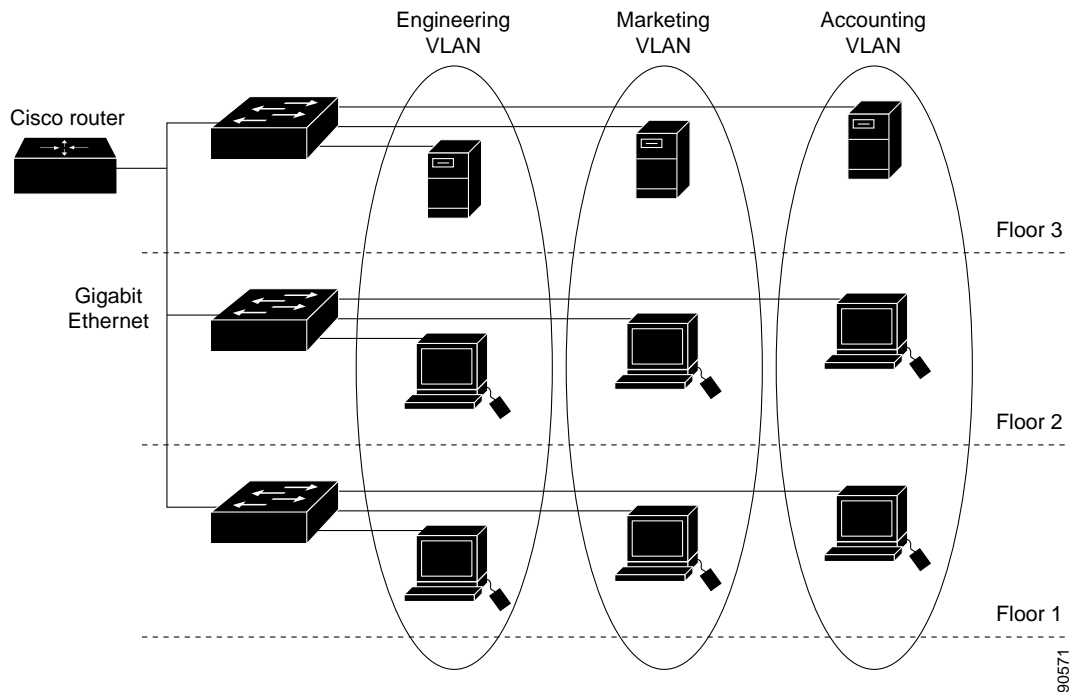 Engineering
VLAN
Marketing
VLAN
Accounting
VLAN
Cisco router
Floor 3
Gigabit
Ethernet
Floor 2
Floor 1
90571